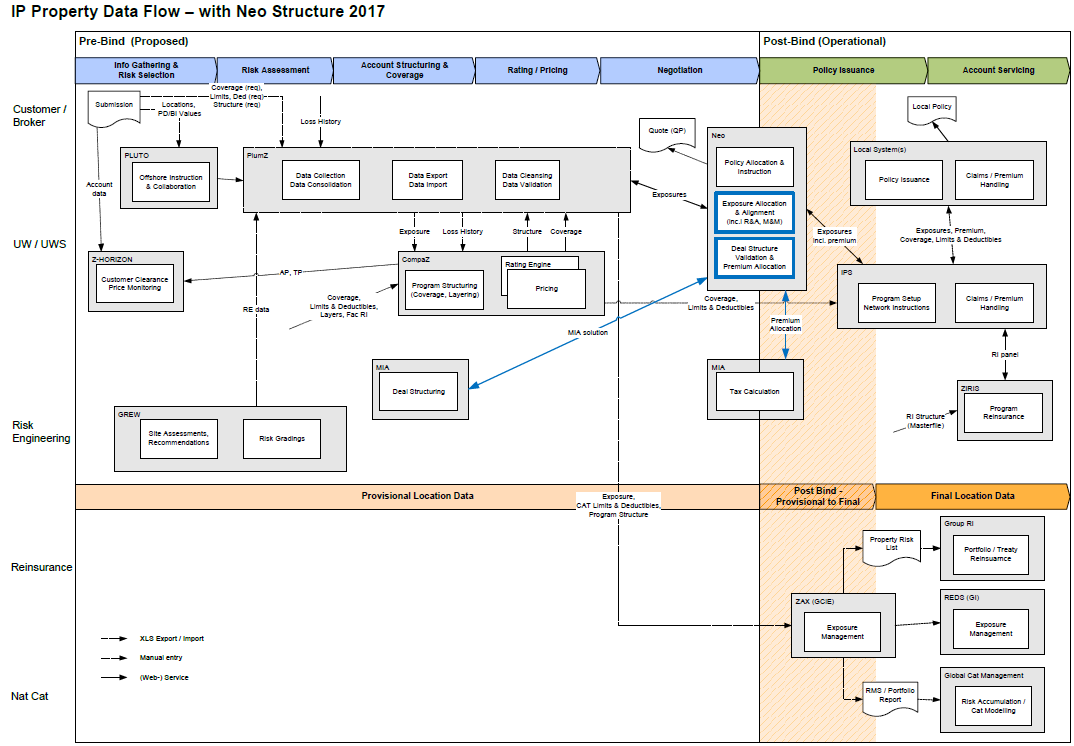 IP Property Data Flow – with Neo Structure 2017
Pre-Bind (Proposed)
Post-Bind (Operational)
Info Gathering &
Risk Selection
Risk Assessment
Account Structuring &
Coverage
Rating / Pricing
Negotiation
Policy Issuance
Account Servicing
Customer /
Broker
Submission
Locations,
PD/BI Values
Coverage (req),
Limits, Ded (req)
Structure (req)
Loss History
Quote (QP)
Local Policy
PLUTO
Offshore Instruction
& Collaboration
PlumZ
Data Collection
Data Consolidation
Data Export
Data Import
Data Cleansing
Data Validation
Neo
Policy Allocation &
Instruction
Exposure Allocation
& Alignment
(inc.l R&A, M&M)
Deal Structure
Validation &
Premium Allocation
Local System(s)
Policy Issuance
Claims / Premium
Handling
Account
data
Exposures
UW / UWS
Exposure
Loss History
Structure
Coverage
Exposures
incl. premium
Exposures, Premium,
Coverage, Limits & Deductibles
Z-HORIZON
Customer Clearance
Price Monitoring
AP, TP
CompaZ
Program Structuring
(Coverage, Layering)
Rating Engine
Pricing
IPS
Program Setup
Network Instructions
Claims / Premium
Handling
RE data
Coverage,
Limits & Deductibles,
Layers, Fac RI
Coverage,
Limits & Deductibles
MIA solution
Premium
Allocation
RI panel
MIA
Deal Structuring
MIA
Tax Calculation
ZIRIS
Program
Reinsurance
RI Structure
(Masterfile)
Risk
Engineering
GREW
Site Assessments,
Recommendations
Risk Gradings
Provisional Location Data
Post Bind -
Provisional to Final
Final Location Data
Exposure,
CAT Limits & Deductibles,
Program Structure
Reinsurance
Property Risk
List
Group RI
Portfolio / Treaty
Reinsuarnce
ZAX (GCIE)
Exposure
Management
REDS (GI)
Exposure
Management
XLS Export / Import
Manual entry
(Web-) Service
Nat Cat
RMS / Portfolio
Report
Global Cat Management
Risk Accumulation /
Cat Modelling